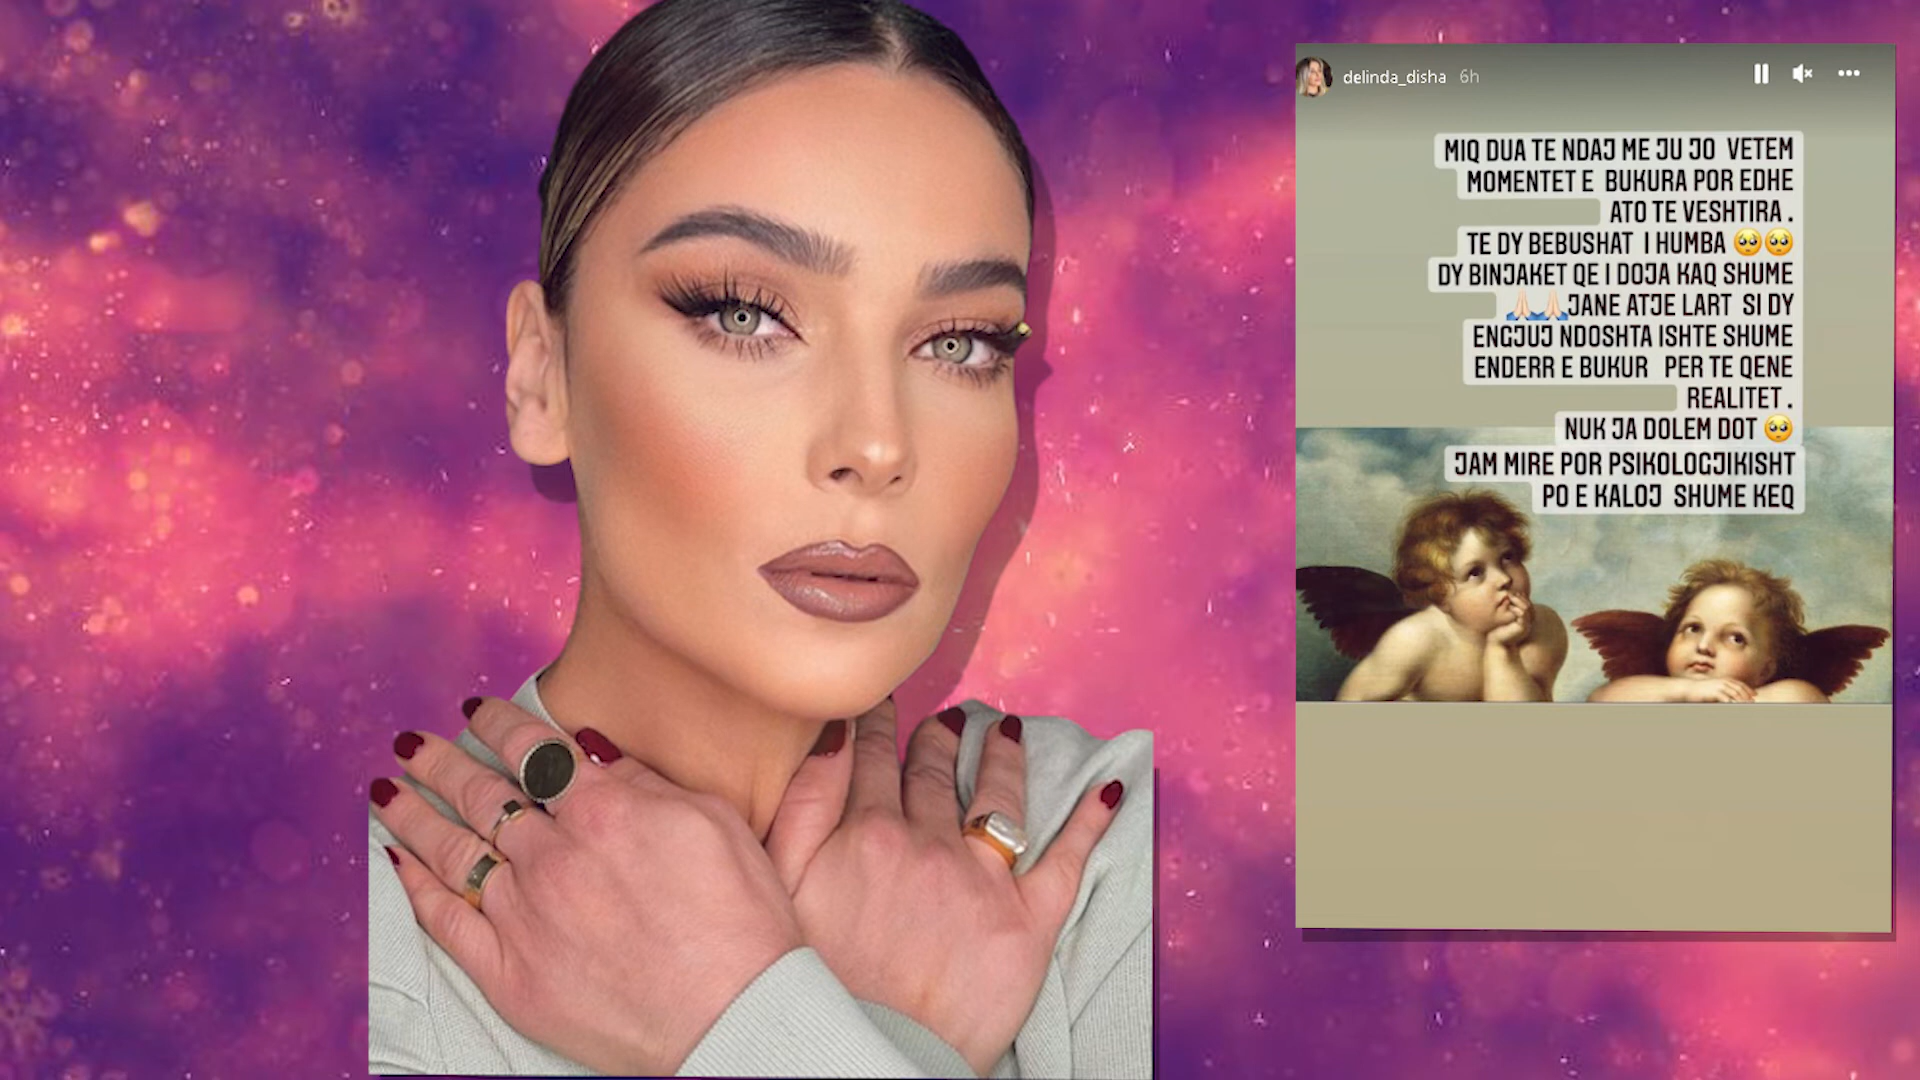 delinda_disha 6h
MIQ DUA TE NDAJ ME JU JO VETEM
MOMENTET E BUKURA POR EDHE
ATO TE VESHTIRA .
TE DY BEBUSHAT I HUMBA 🥺🥺
DY BINJAKET QE I DOJA KAQ SHUME
🙏🏻🙏🏻JANE ATJE LART SI DY
ENGJUJ NDOSHTA ISHTE SHUME
ENDERR E BUKUR PER TE QENE
REALITET .
NUK JA DOLEM DOT 🥺
JAM MIRE POR PSIKOLOGJIKISHT
PO E KALOJ SHUME KEQ